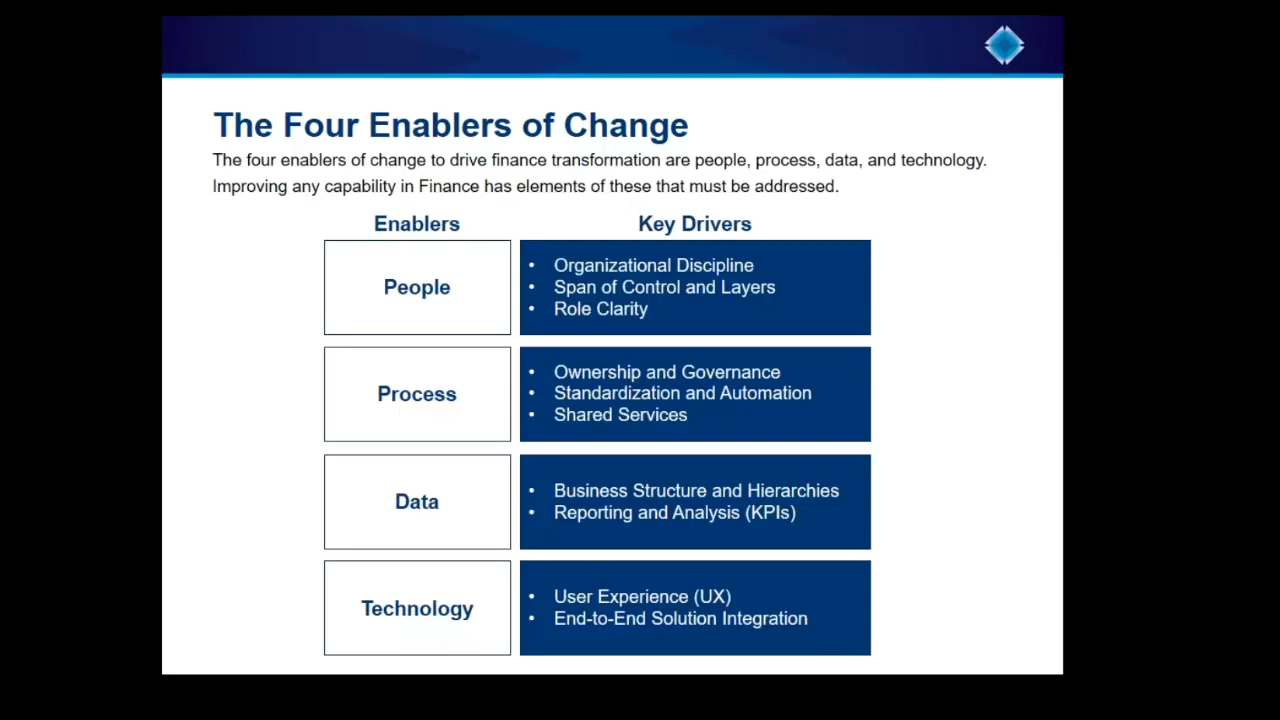 The Four Enablers of Change
The four enablers of change to drive finance transformation are people, process, data, and technology.
Improving any capability in Finance has elements of these that must be addressed.
Enablers
Key Drivers
People
• Organizational Discipline
• Span of Control and Layers
• Role Clarity
Process
• Ownership and Governance
• Standardization and Automation
• Shared Services
Data
• Business Structure and Hierarchies
• Reporting and Analysis (KPIs)
Technology
• User Experience (UX)
• End-to-End Solution Integration